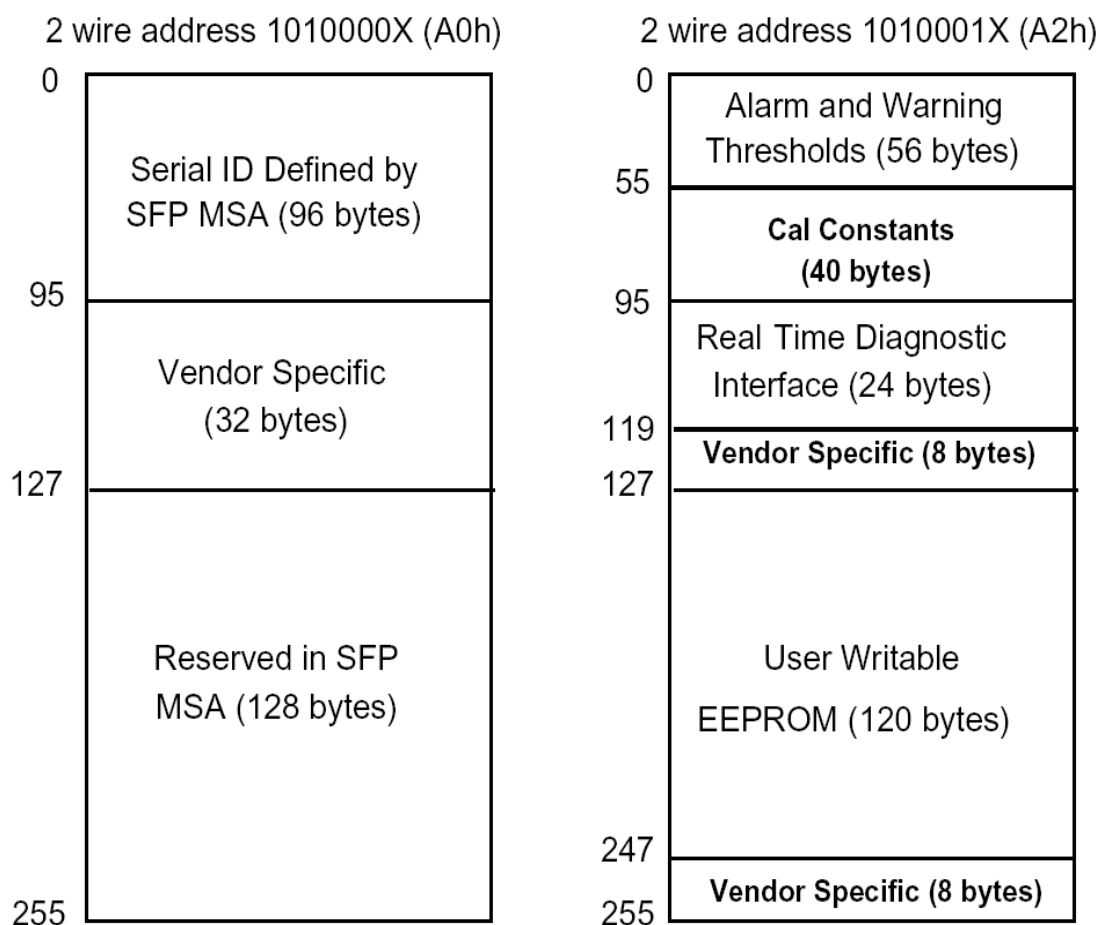 2 wire address 1010000X (A0h)
0
Serial ID Defined by
SFP MSA (96 bytes)
95
Vendor Specific
(32 bytes)
127
Reserved in SFP
MSA (128 bytes)
255
2 wire address 1010001X (A2h)
0
Alarm and Warning
Thresholds (56 bytes)
55
Cal Constants
(40 bytes)
95
Real Time Diagnostic
Interface (24 bytes)
119
Vendor Specific (8 bytes)
127
User Writable
EEPROM (120 bytes)
247
Vendor Specific (8 bytes)
255